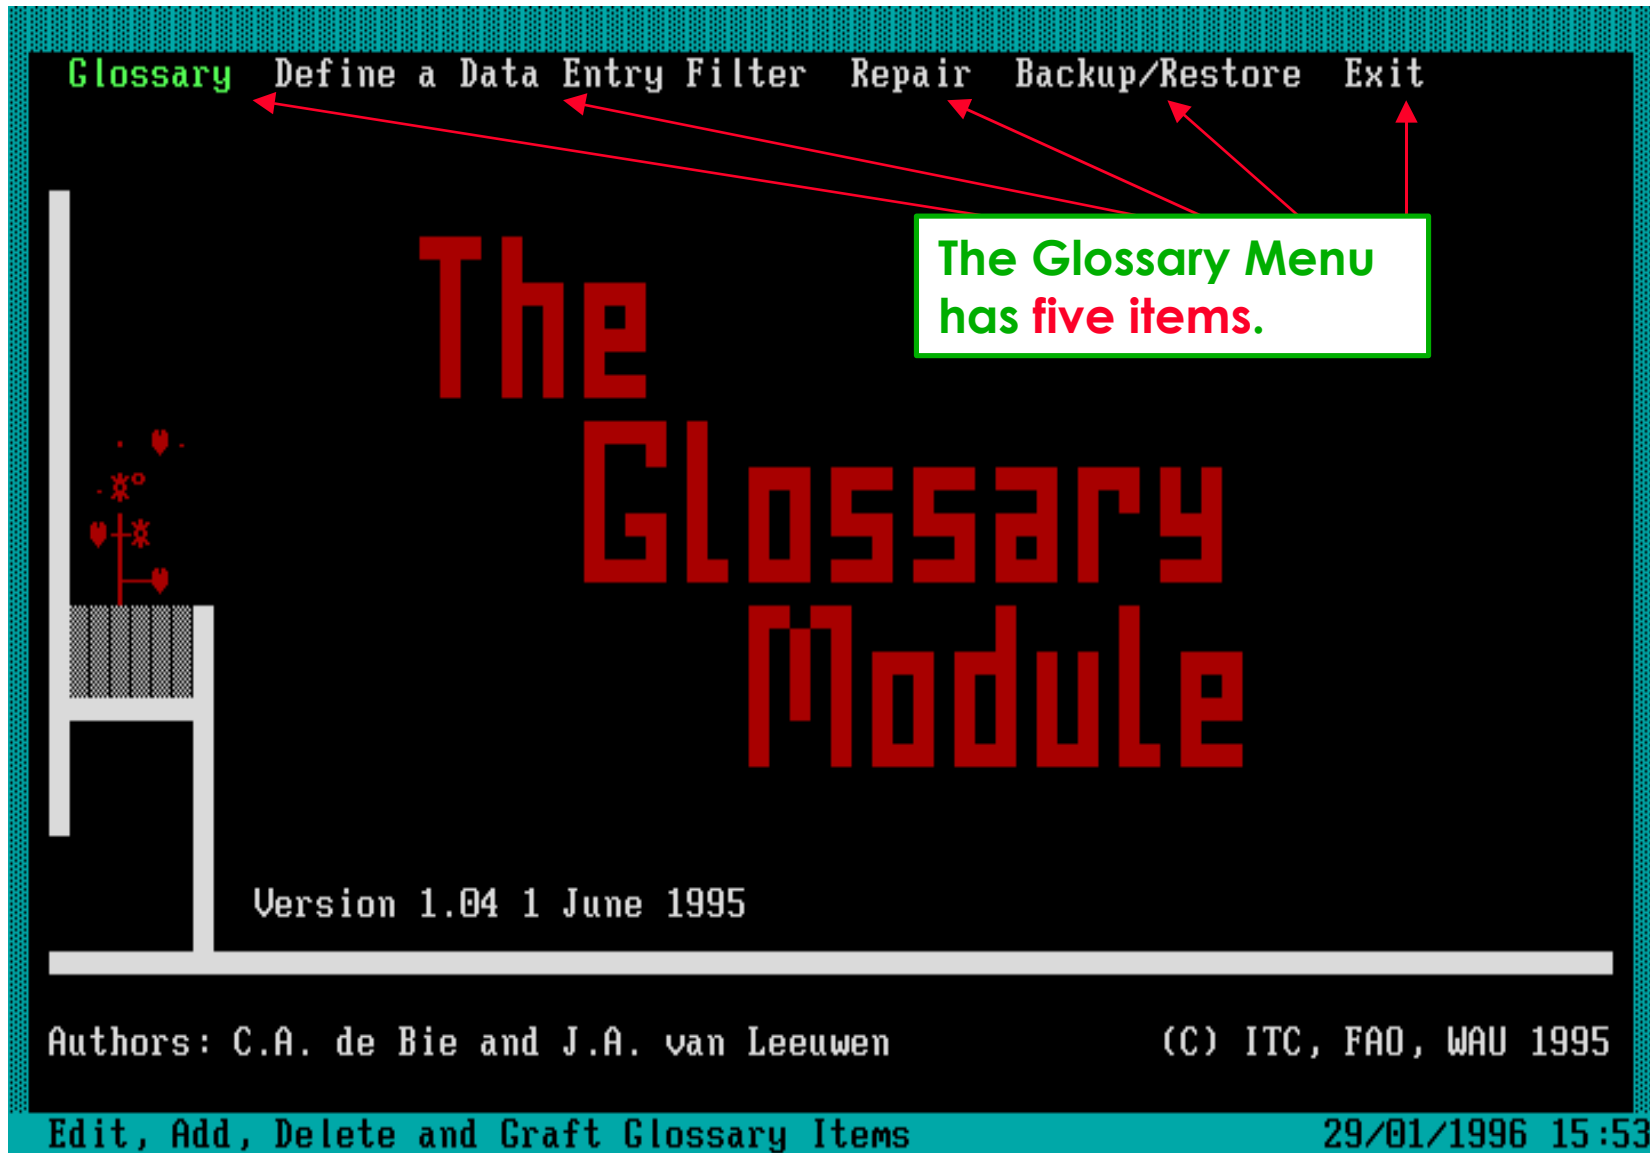 Glossary Define a Data Entry Filter Repair Backup/Restore Exit
The Glossary Menu
has five items.
The
Glossary
Module
Version 1.04 1 June 1995
Authors: C.A. de Bie and J.A. van Leeuwen (C) ITC, FAO, WAU 1995
Edit, Add, Delete and Graft Glossary Items 29/01/1996 15:53